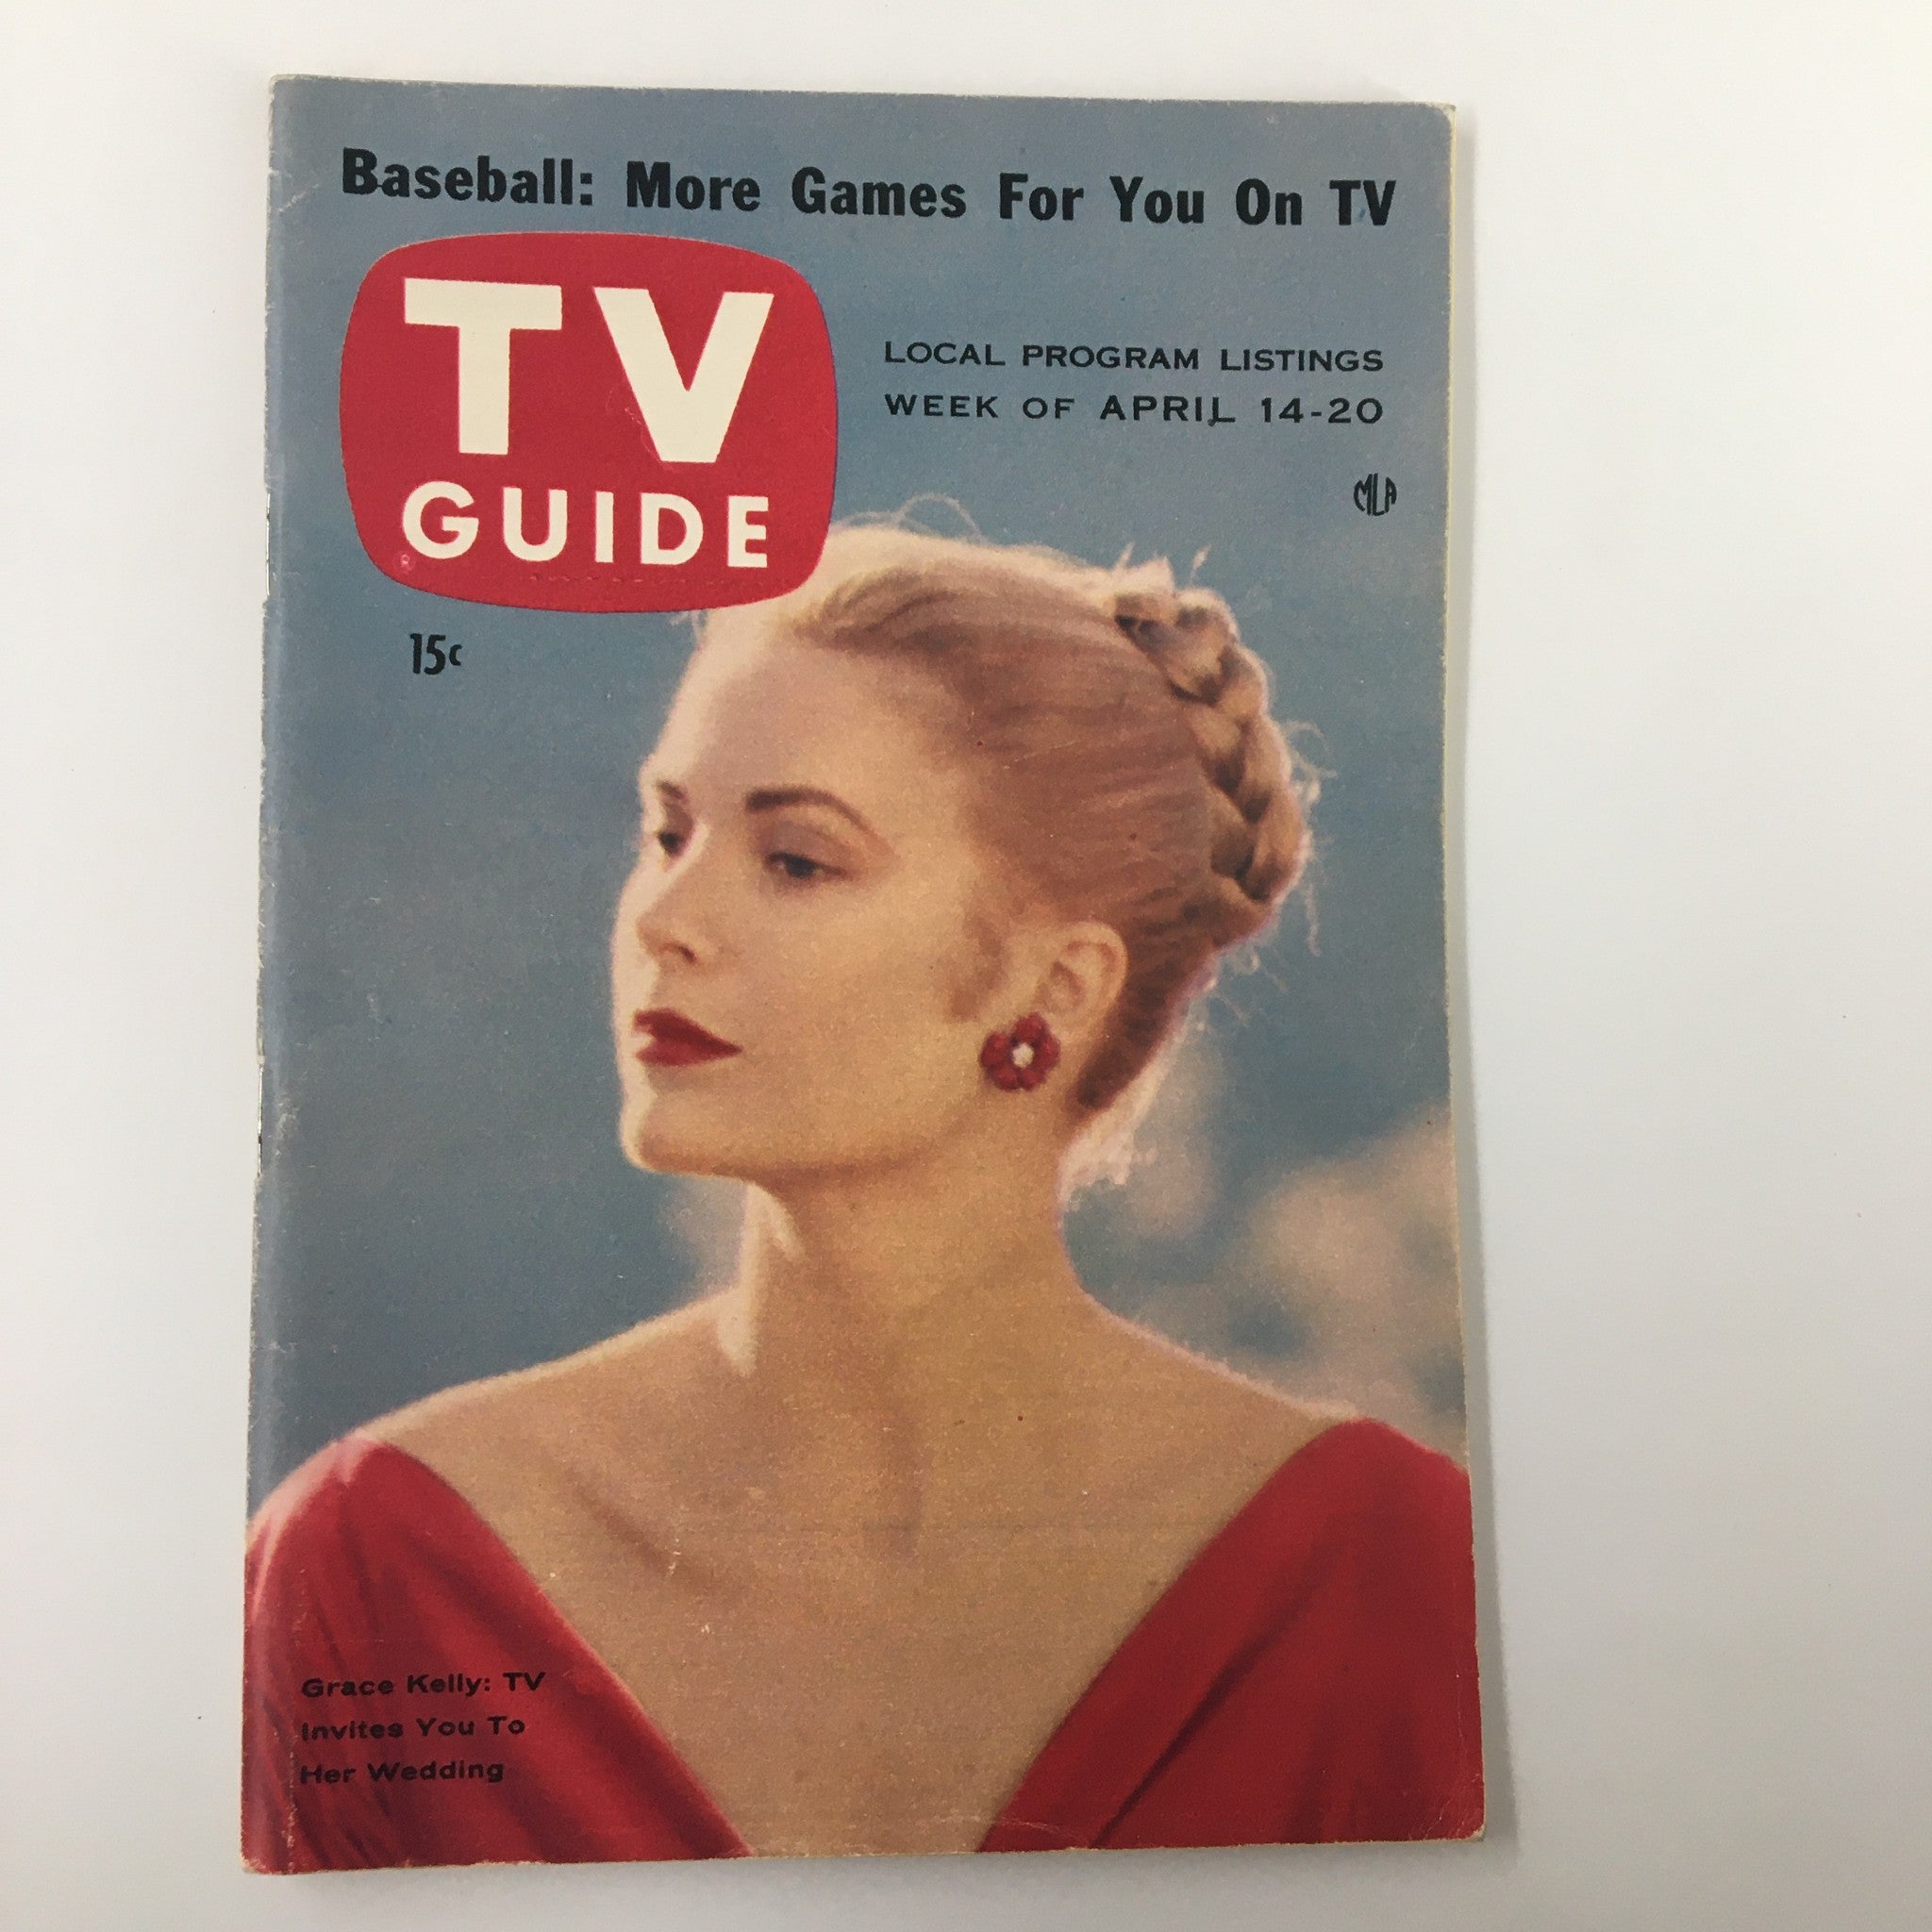 Baseball: More Games For You On TV
TV
GUIDE
®
LOCAL PROGRAM LISTINGS
WEEK OF APRIL 14-20
MLA
15c
Grace Kelly: TV
Invites You To
Her Wedding